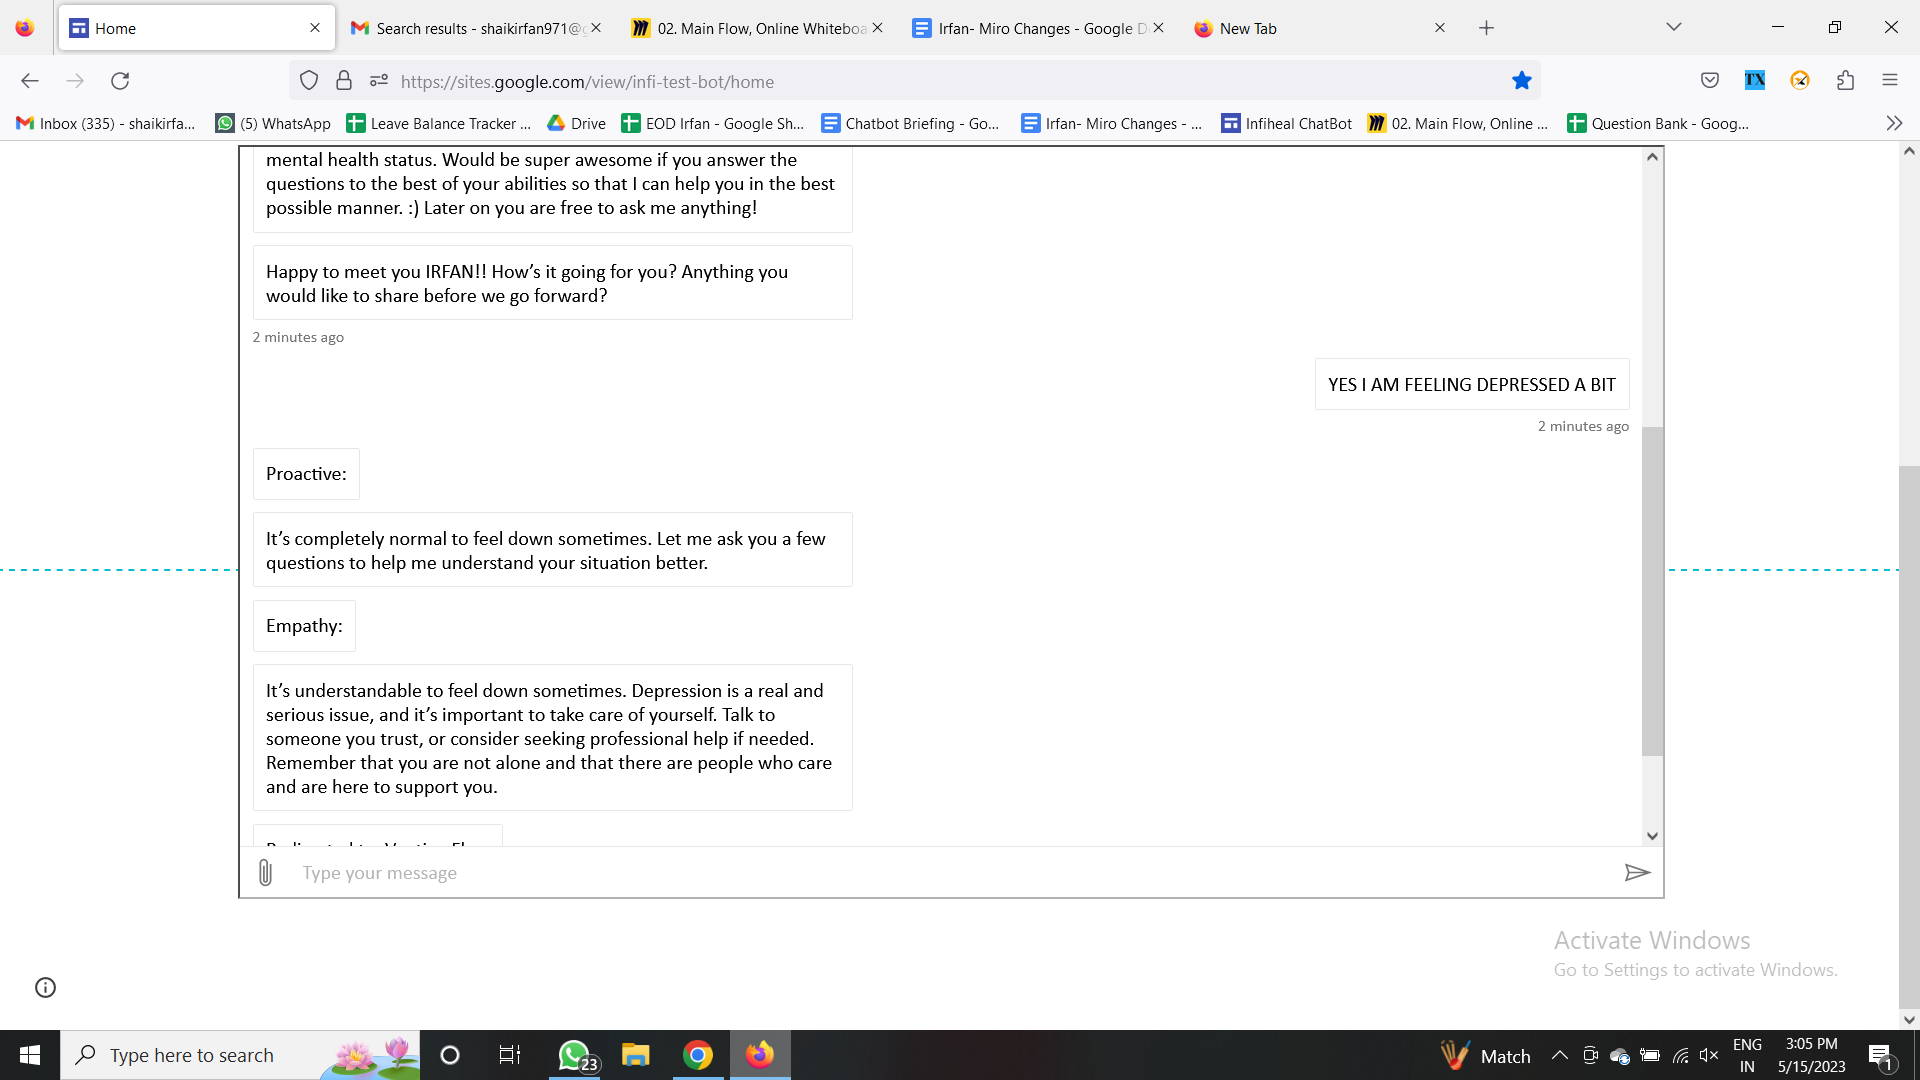 Home
Search results - shaikirfan971@g
02. Main Flow, Online Whiteboa
Irfan- Miro Changes - Google D
New Tab
https://sites.google.com/view/infi-test-bot/home
TX
Inbox (335) - shaikirfa...
(5) WhatsApp
Leave Balance Tracker ...
Drive
EOD Irfan - Google Sh...
Chatbot Briefing - Go...
Irfan- Miro Changes - ...
Infiheal ChatBot
02. Main Flow, Online ...
Question Bank - Goog...
mental health status. Would be super awesome if you answer the
questions to the best of your abilities so that I can help you in the best
possible manner. :) Later on you are free to ask me anything!
Happy to meet you IRFAN!! How's it going for you? Anything you
would like to share before we go forward?
2 minutes ago
YES I AM FEELING DEPRESSED A BIT
2 minutes ago
Proactive:
It's completely normal to feel down sometimes. Let me ask you a few
questions to help me understand your situation better.
Empathy:
It's understandable to feel down sometimes. Depression is a real and
serious issue, and it's important to take care of yourself. Talk to
someone you trust, or consider seeking professional help if needed.
Remember that you are not alone and that there are people who care
and are here to support you.
Type your message
Activate Windows
Go to Settings to activate Windows.
Type here to search
23
Match
ENG
IN
3:05 PM
5/15/2023
1